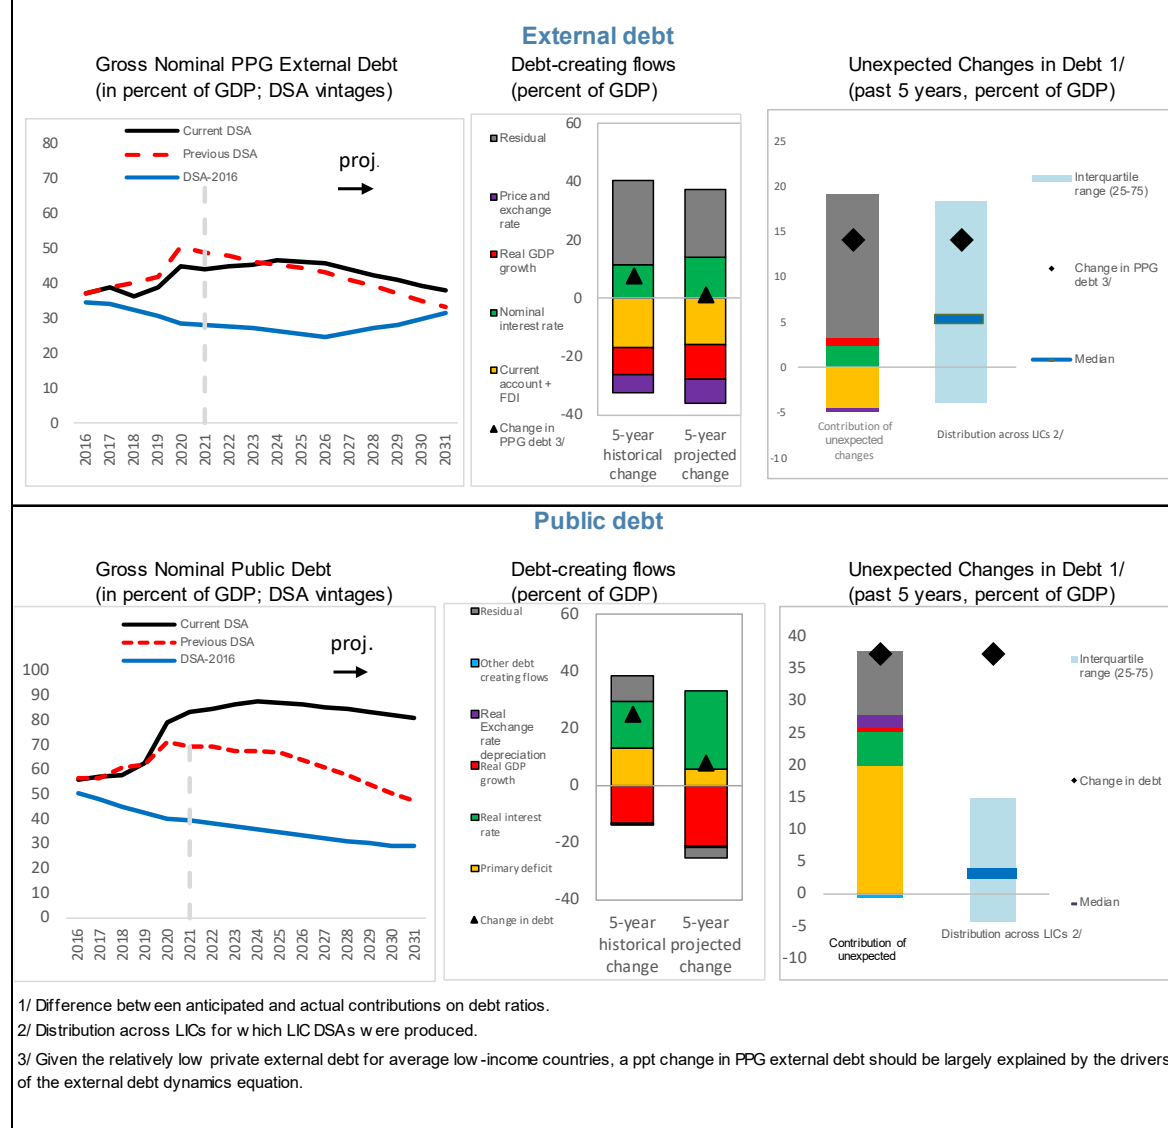 External debt
Gross Nominal PPG External Debt
(in percent of GDP; DSA vintages)
Debt-creating flows
(percent of GDP)
Unexpected Changes in Debt 1/
(past 5 years, percent of GDP)
Current DSA
Previous DSA
DSA-2016
proj.
80
70
60
50
40
30
20
10
0
2016
2017
2018
2019
2020
2021
2022
2023
2024
2025
2026
2027
2028
2029
2030
2031
Residual
Price and
exchange
rate
Real GDP
growth
Nominal
interest rate
Current
account +
FDI
Change in
PPG debt 3/
60
40
20
0
-20
-40
5-year
historical
change
5-year
projected
change
25
20
15
10
5
0
-5
-10
Contribution of
unexpected
changes
Distribution across LICs 2/
Interquartile
range (25-75)
Change in PPG
debt 3/
Median
Public debt
Gross Nominal Public Debt
(in percent of GDP; DSA vintages)
Debt-creating flows
(percent of GDP)
Unexpected Changes in Debt 1/
(past 5 years, percent of GDP)
Current DSA
Previous DSA
DSA-2016
proj.
100
90
80
70
60
50
40
30
20
10
0
2016
2017
2018
2019
2020
2021
2022
2023
2024
2025
2026
2027
2028
2029
2030
2031
Residual
Other debt
creating flows
Real
Exchange
rate
depreciation
Real GDP
growth
Real interest
rate
Primary deficit
Change in debt
60
40
20
0
-20
-40
5-year
historical
change
5-year
projected
change
40
35
30
25
20
15
10
5
0
-5
-10
Contribution of
unexpected
Distribution across LICs 2/
Interquartile
range (25-75)
Change in debt
Median
1/ Difference between anticipated and actual contributions on debt ratios.
2/ Distribution across LICs for which LIC DSAs were produced.
3/ Given the relatively low private external debt for average low-income countries, a ppt change in PPG external debt should be largely explained by the drivers
of the external debt dynamics equation.